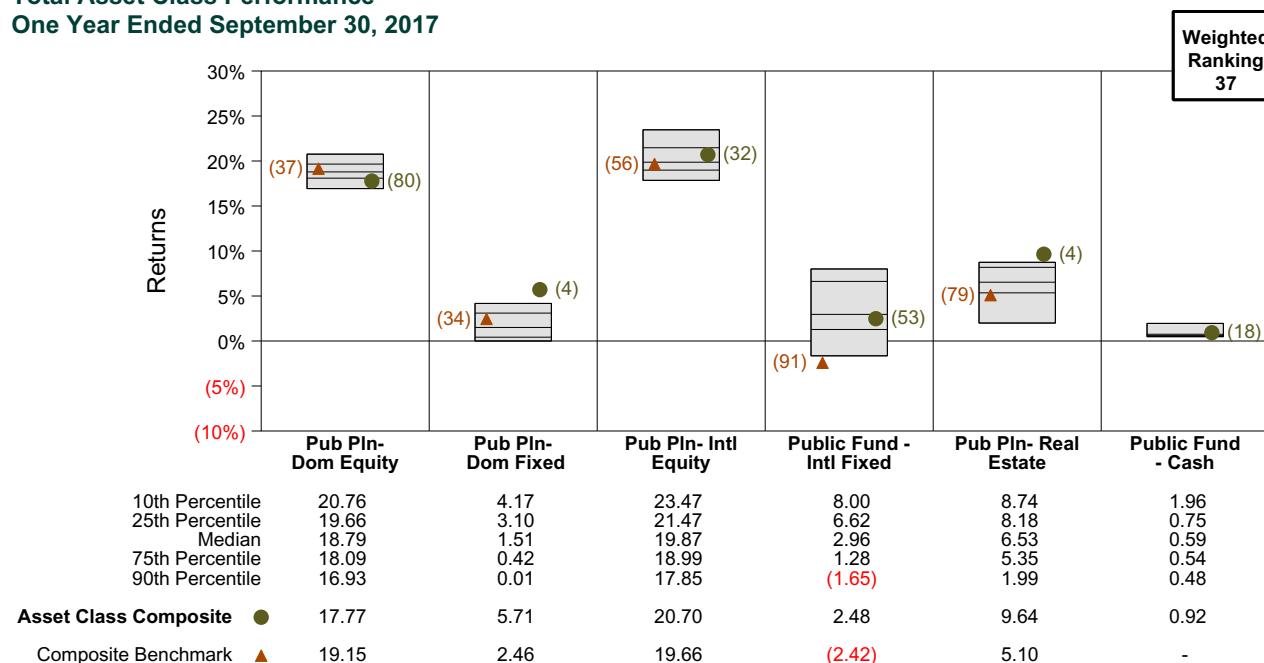 Total Asset Class Performance
One Year Ended September 30, 2017
Weighted
Ranking
37
30%
25%
20%
15%
10%
5%
0%
(5%)
(10%)
Returns
(37) (80)
(34) (4)
(56) (32)
(91) (53)
(79) (4)
(18)
Pub Pln- Dom Equity
Pub Pln- Dom Fixed
Pub Pln- Intl Equity
Public Fund - Intl Fixed
Pub Pln- Real Estate
Public Fund - Cash
10th Percentile 20.76 4.17 23.47 8.00 8.74 1.96
25th Percentile 19.66 3.10 21.47 6.62 8.18 0.75
Median 18.79 1.51 19.87 2.96 6.53 0.59
75th Percentile 18.09 0.42 18.99 1.28 5.35 0.54
90th Percentile 16.93 0.01 17.85 (1.65) 1.99 0.48
Asset Class Composite 17.77 5.71 20.70 2.48 9.64 0.92
Composite Benchmark 19.15 2.46 19.66 (2.42) 5.10 -